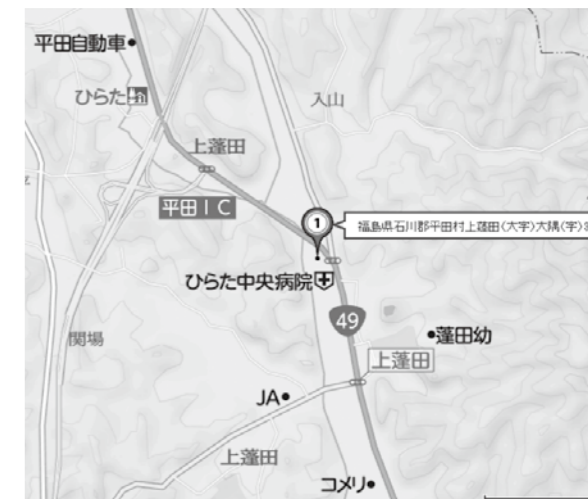 平田自動車
ひらた
入山
上蓬田
平田IC
1
福島県石川郡平田村上蓬田(大字)大隅(字)
ひらた中央病院
49
蓬田幼
関場
上蓬田
JA
上蓬田
コメリ